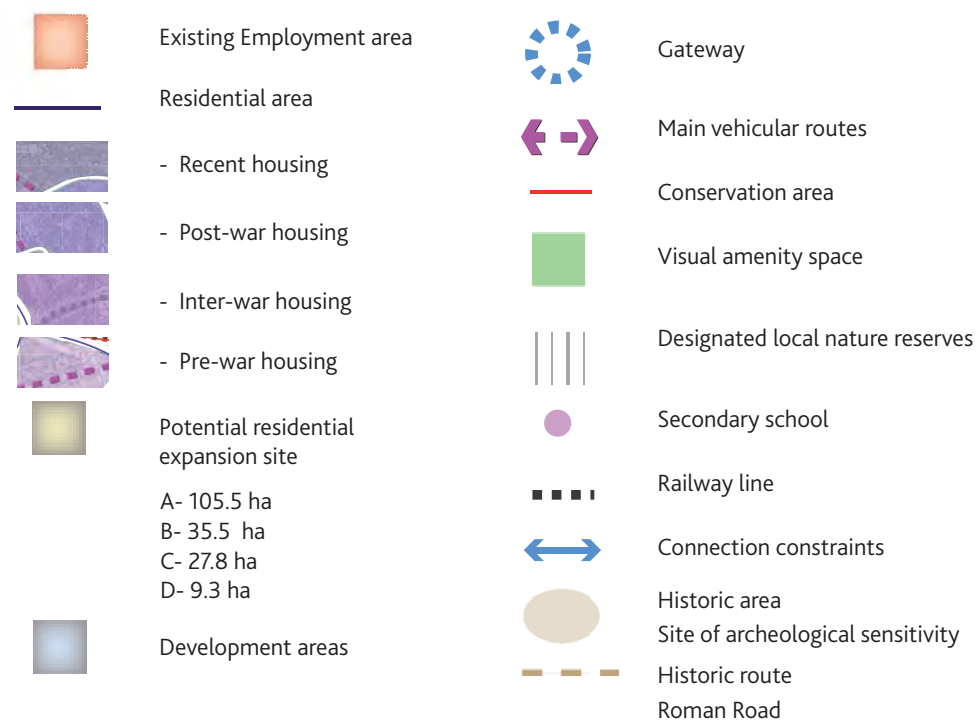 Existing Employment area
Residential area
- Recent housing
- Post-war housing
- Inter-war housing
- Pre-war housing
Potential residential
expansion site
A- 105.5 ha
B- 35.5 ha
C- 27.8 ha
D- 9.3 ha
Development areas
Gateway
Main vehicular routes
Conservation area
Visual amenity space
Designated local nature reserves
Secondary school
Railway line
Connection constraints
Historic area
Site of archeological sensitivity
Historic route
Roman Road